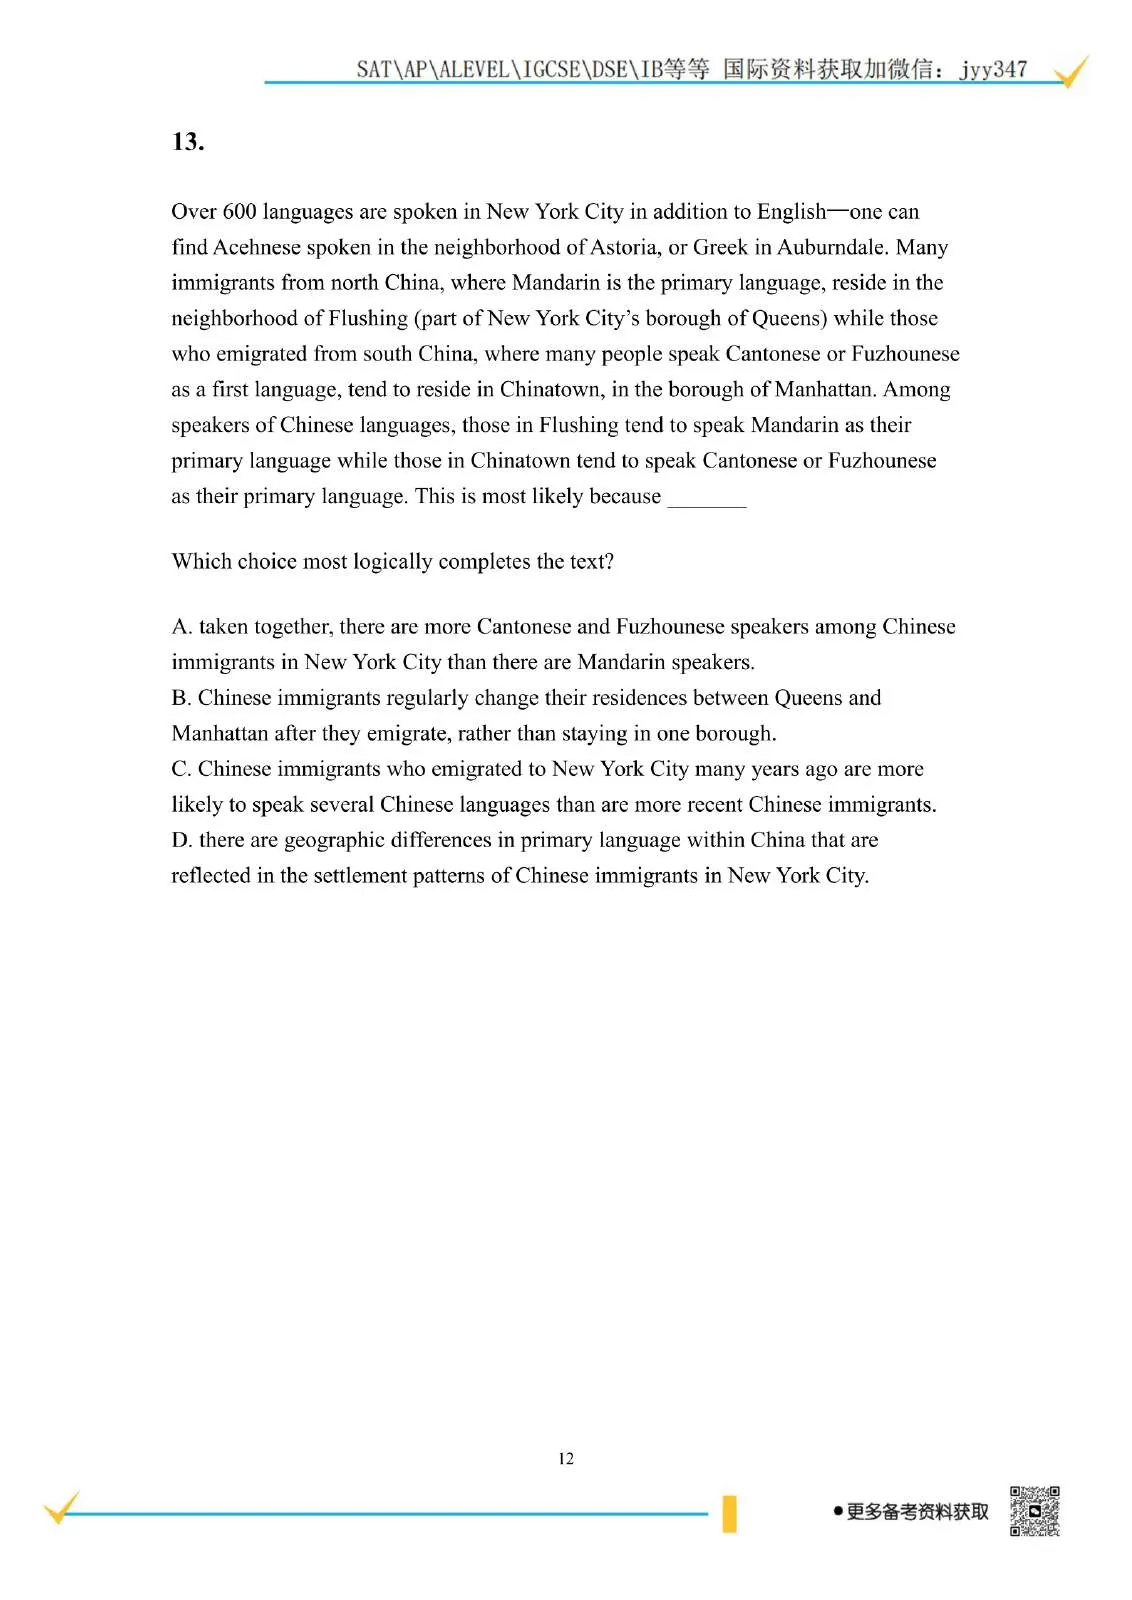 SAT\AP\ALEVEL\IGCSE\DSE\IB等等 国际资料获取加微信：jyy347
13.
Over 600 languages are spoken in New York City in addition to English—one can
find Acehnese spoken in the neighborhood of Astoria, or Greek in Auburndale. Many
immigrants from north China, where Mandarin is the primary language, reside in the
neighborhood of Flushing (part of New York City’s borough of Queens) while those
who emigrated from south China, where many people speak Cantonese or Fuzhounese
as a first language, tend to reside in Chinatown, in the borough of Manhattan. Among
speakers of Chinese languages, those in Flushing tend to speak Mandarin as their
primary language while those in Chinatown tend to speak Cantonese or Fuzhounese
as their primary language. This is most likely because _______
Which choice most logically completes the text?
A. taken together, there are more Cantonese and Fuzhounese speakers among Chinese
immigrants in New York City than there are Mandarin speakers.
B. Chinese immigrants regularly change their residences between Queens and
Manhattan after they emigrate, rather than staying in one borough.
C. Chinese immigrants who emigrated to New York City many years ago are more
likely to speak several Chinese languages than are more recent Chinese immigrants.
D. there are geographic differences in primary language within China that are
reflected in the settlement patterns of Chinese immigrants in New York City.
12
●更多备考资料获取